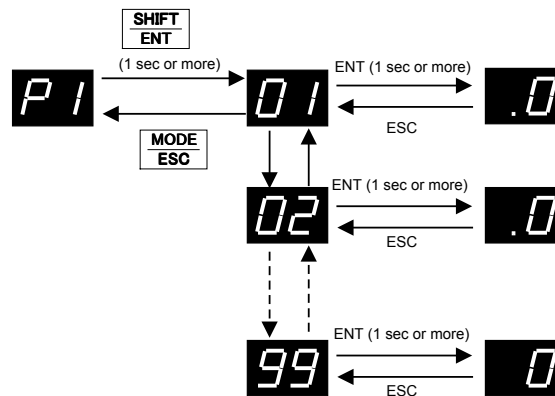 SHIFT
ENT
(1 sec or more)
P1
01
ENT (1 sec or more)
.0
ESC
MODE
ESC
02
ENT (1 sec or more)
.0
ESC
99
ENT (1 sec or more)
0
ESC